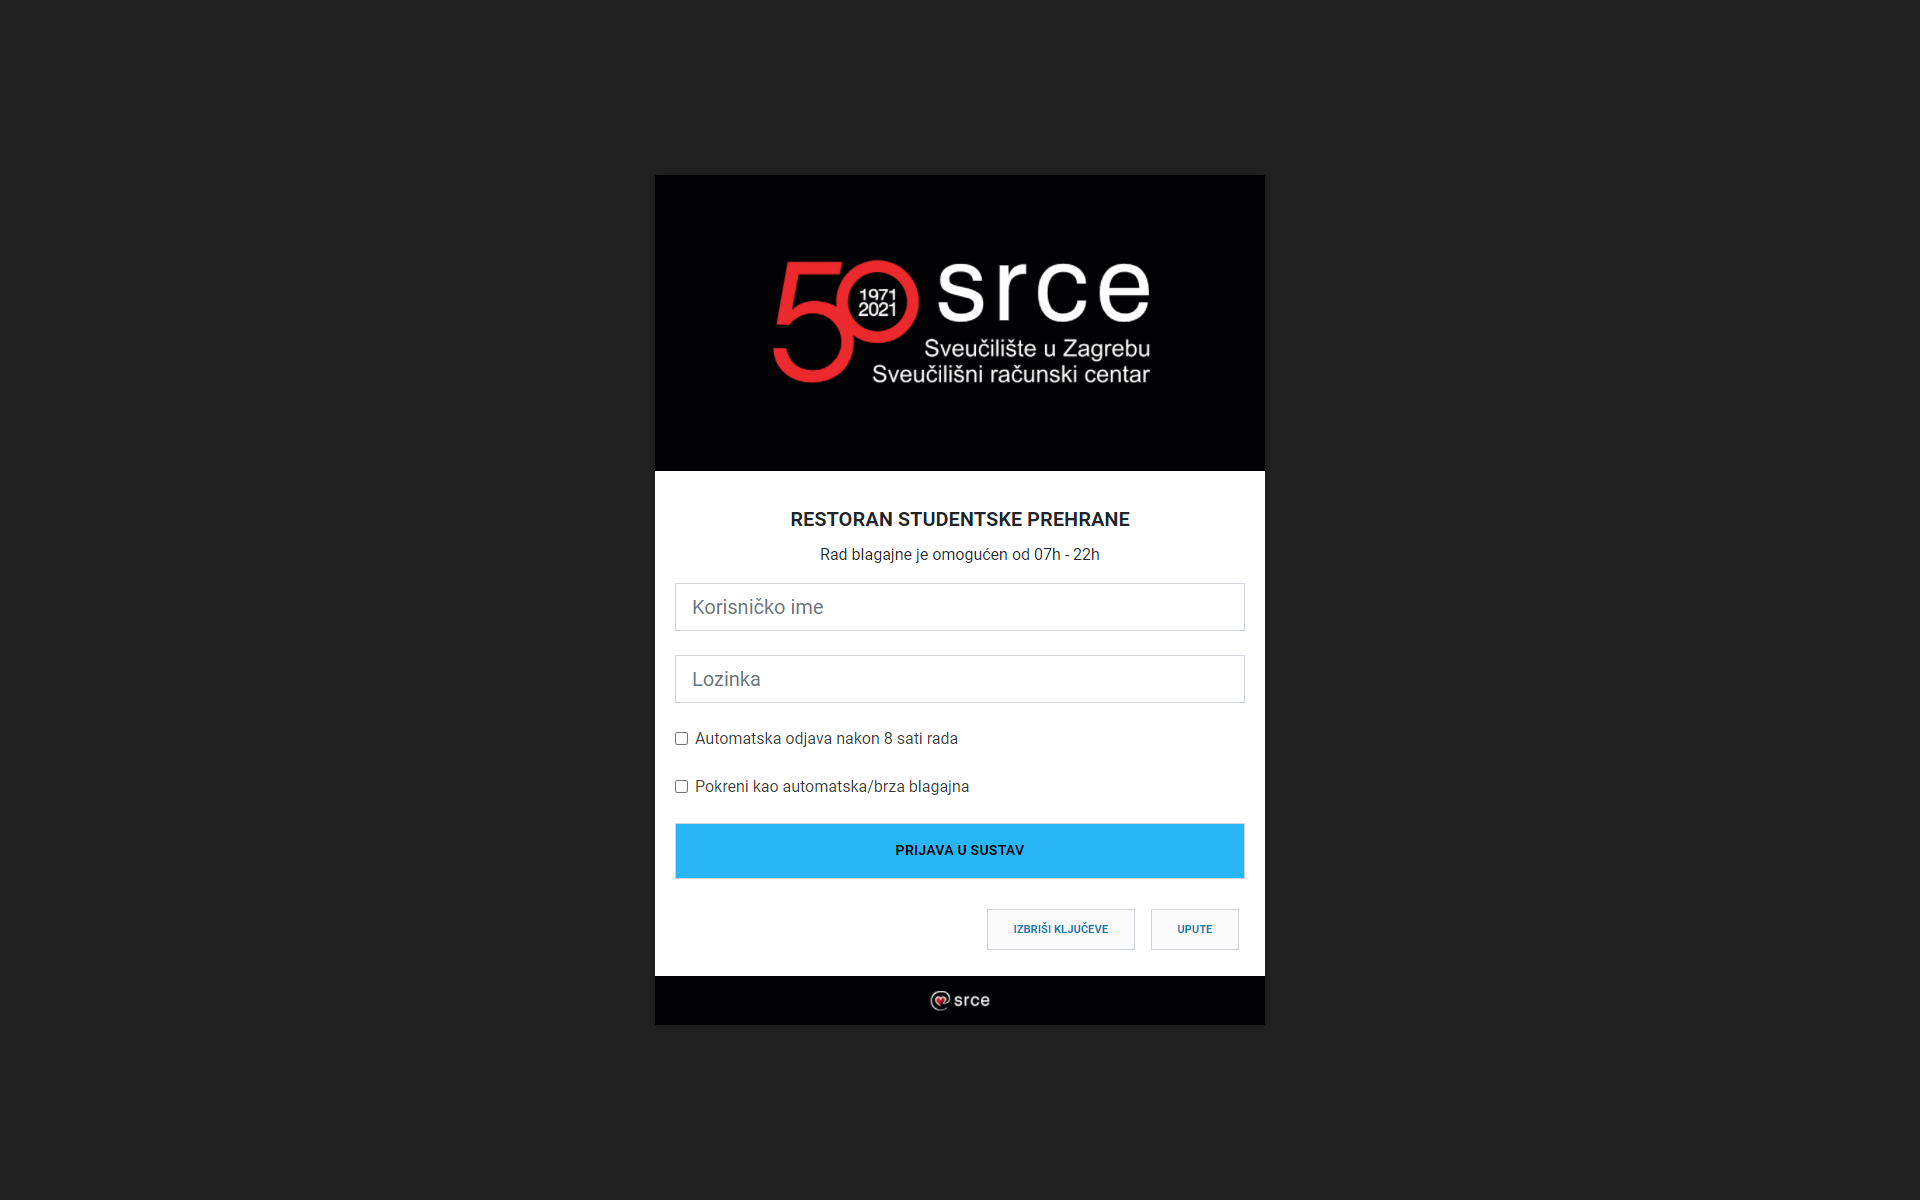 50
1971
2021
srce
Sveučilište u Zagrebu
Sveučilišni računski centar
RESTORAN STUDENTSKE PREHRANE
Rad blagajne je omogućen od 07h - 22h
Korisničko ime
Lozinka
Automatska odjava nakon 8 sati rada
Pokreni kao automatska/brza blagajna
PRIJAVA U SUSTAV
IZBRIŠI KLJUČEVE
UPUTE
srce